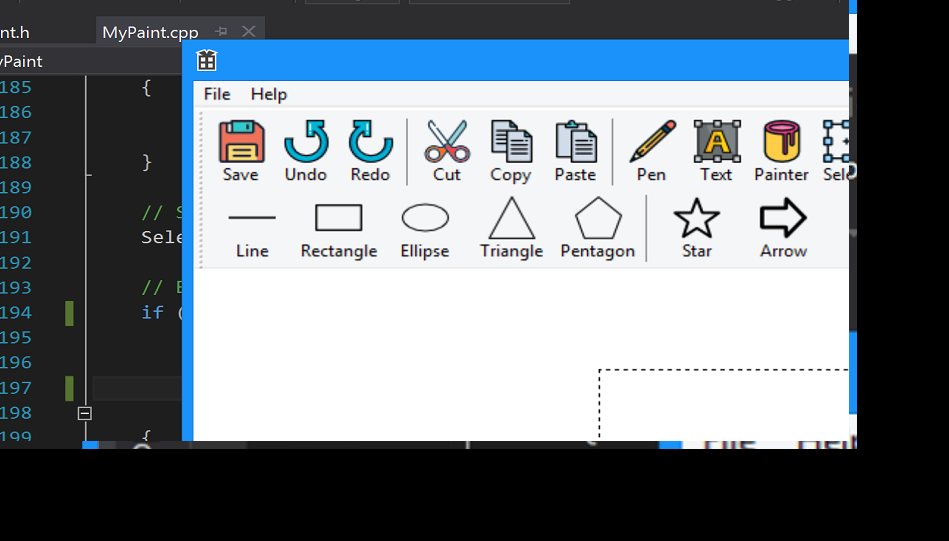 nt.h MyPaint.cpp
yPaint
185 {
186
187
188 }
189
190 // S
191 Sele
192
193 // E
194 if (
195
196
197
198
199 {
File Help
Save Undo Redo Cut Copy Paste Pen Text Painter Sele
Line Rectangle Ellipse Triangle Pentagon Star Arrow
File Help